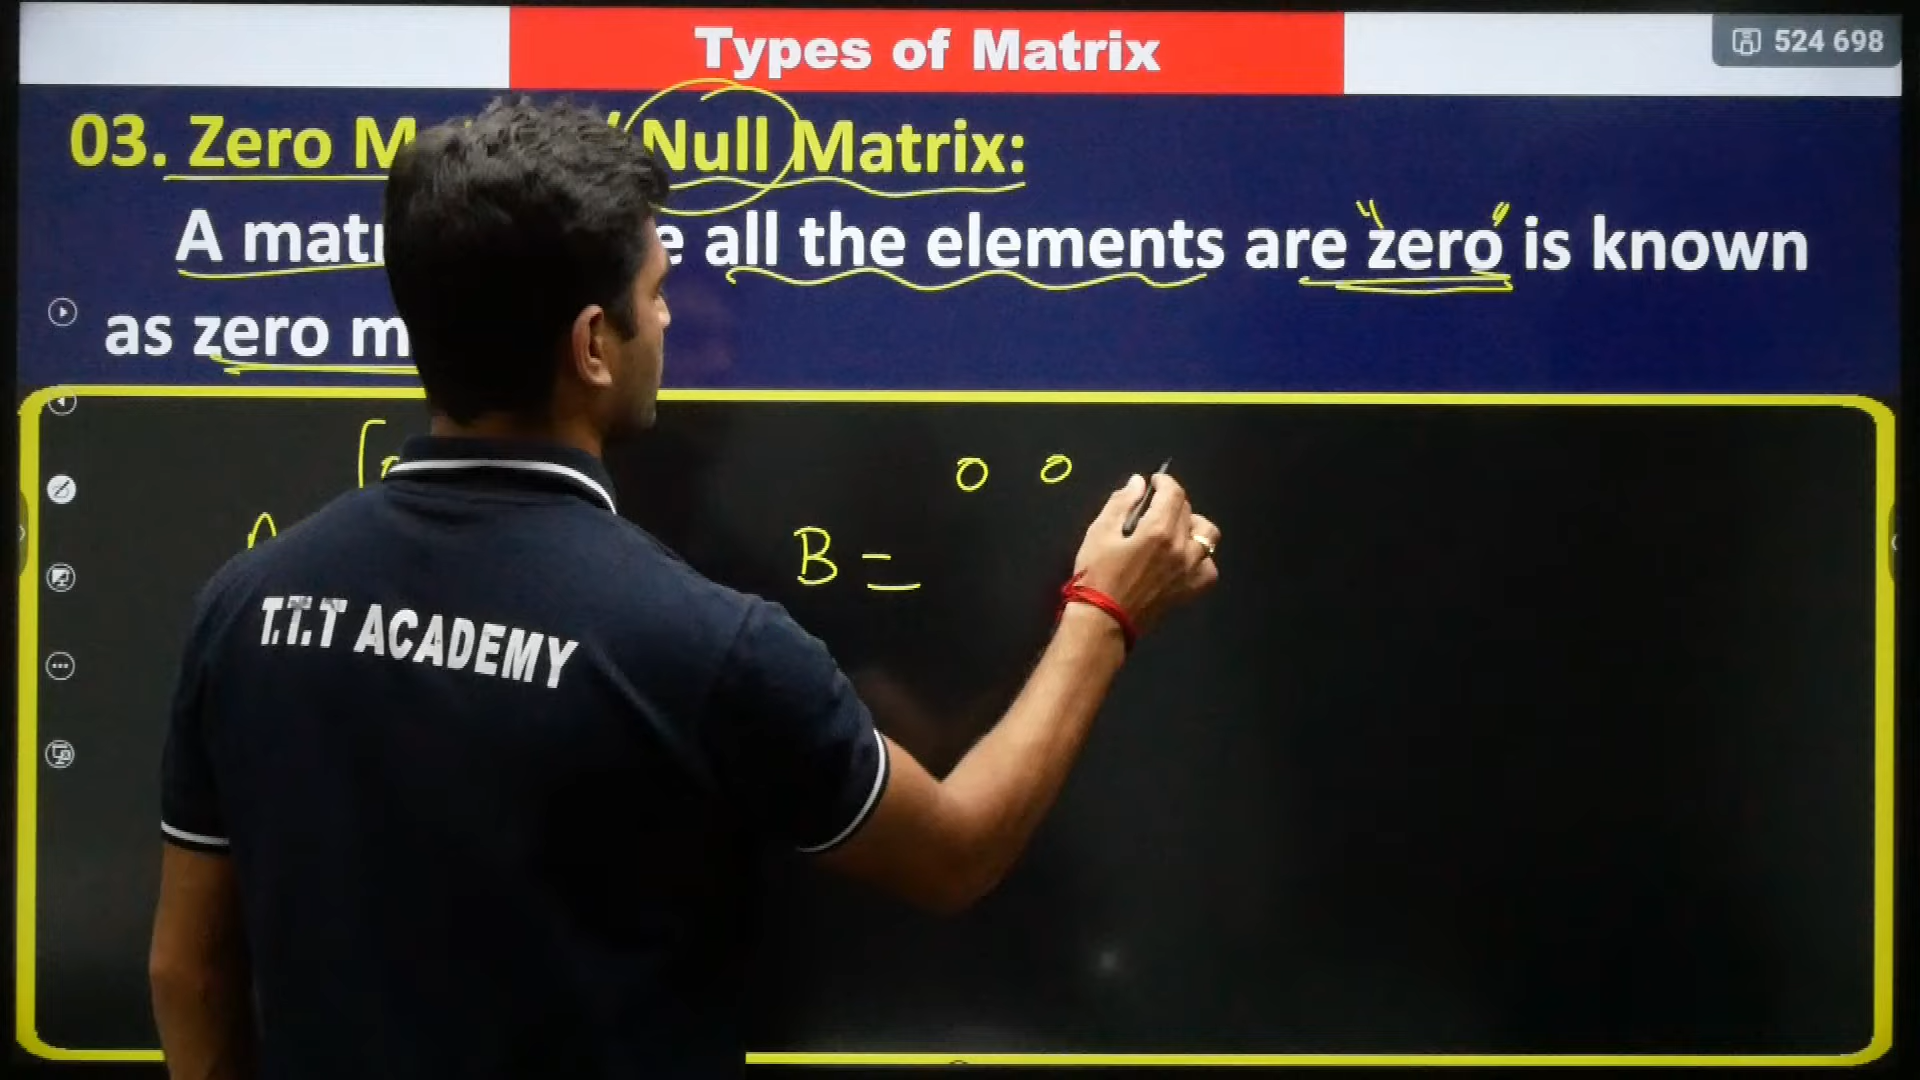 Types of Matrix
524 698
03. Zero M / Null Matrix:
A matr e all the elements are "zero" is known
as zero m
[
0 0
B =
T.T.T ACADEMY